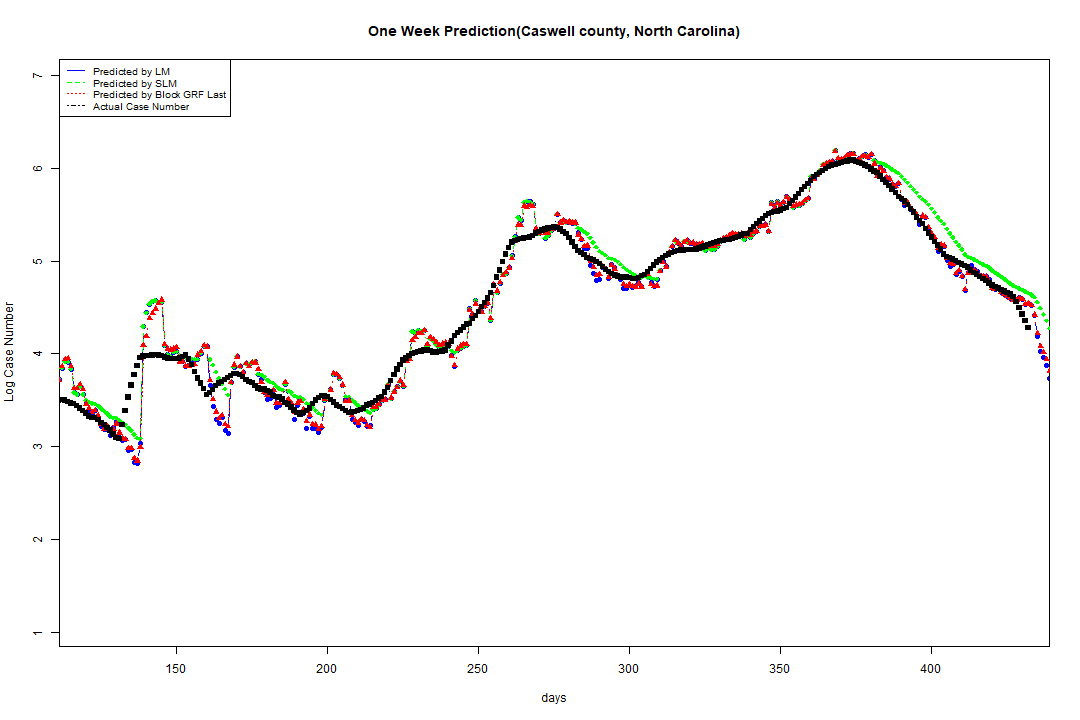 One Week Prediction(Caswell county, North Carolina)
Predicted by LM
Predicted by SLM
Predicted by Block GRF Last
Actual Case Number
Log Case Number
7
6
5
4
3
2
1
150 200 250 300 350 400
days